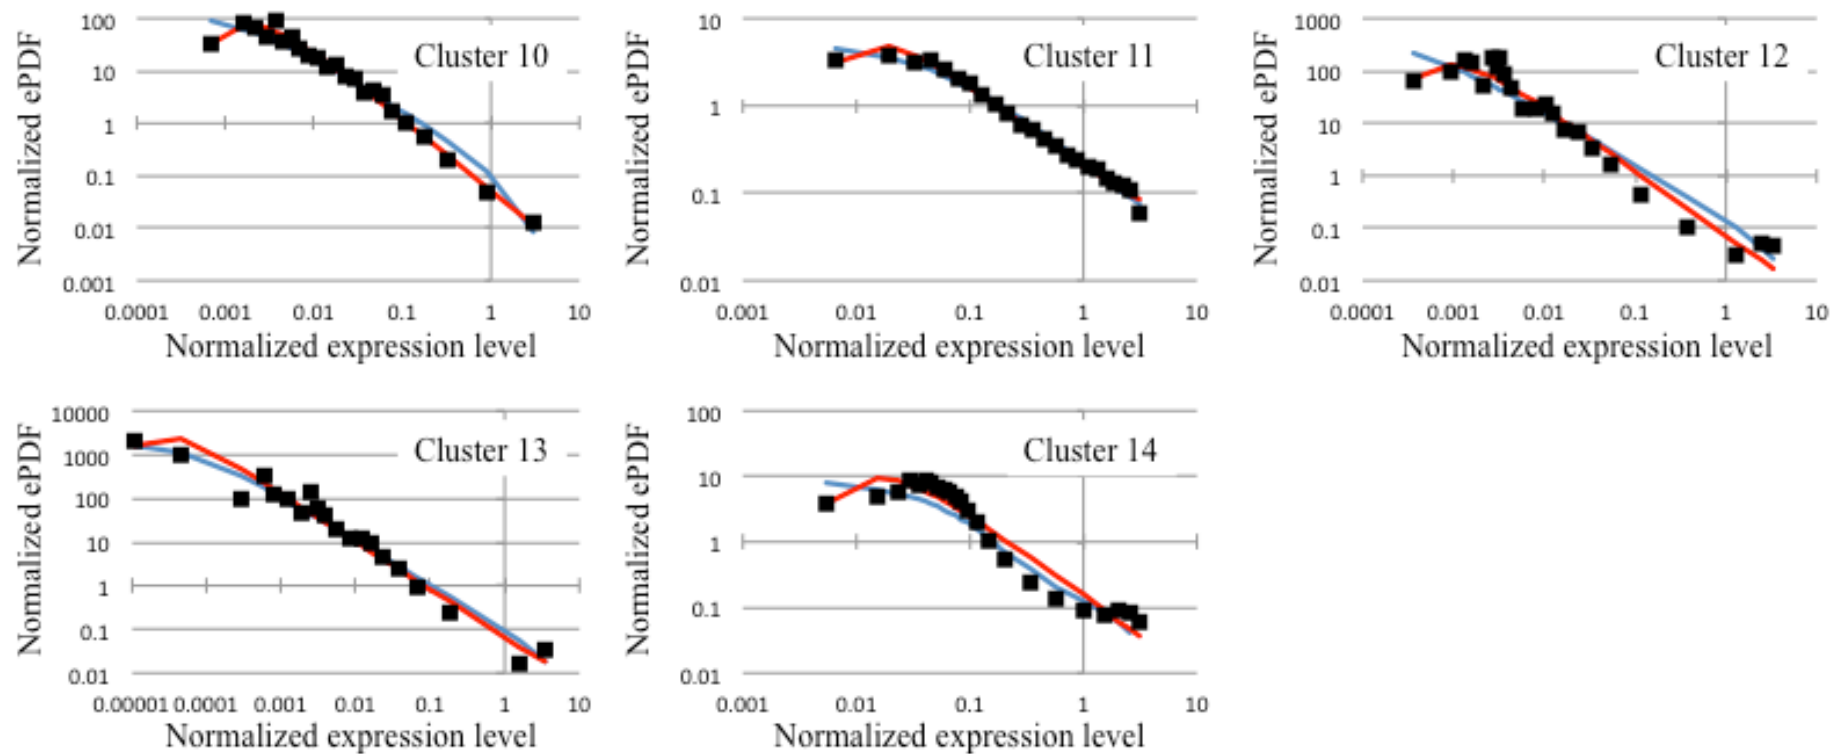 Normalized ePDF
100
10
1
0.1
0.01
0.001
Cluster 10
0.0001 0.001 0.01 0.1 1 10
Normalized expression level
Normalized ePDF
10
1
0.1
0.01
Cluster 11
0.001 0.01 0.1 1 10
Normalized expression level
Normalized ePDF
1000
100
10
1
0.1
0.01
Cluster 12
0.0001 0.001 0.01 0.1 1 10
Normalized expression level
Normalized ePDF
10000
1000
100
10
1
0.1
0.01
Cluster 13
0.00001 0.0001 0.001 0.01 0.1 1 10
Normalized expression level
Normalized ePDF
100
10
1
0.1
0.01
Cluster 14
0.001 0.01 0.1 1 10
Normalized expression level